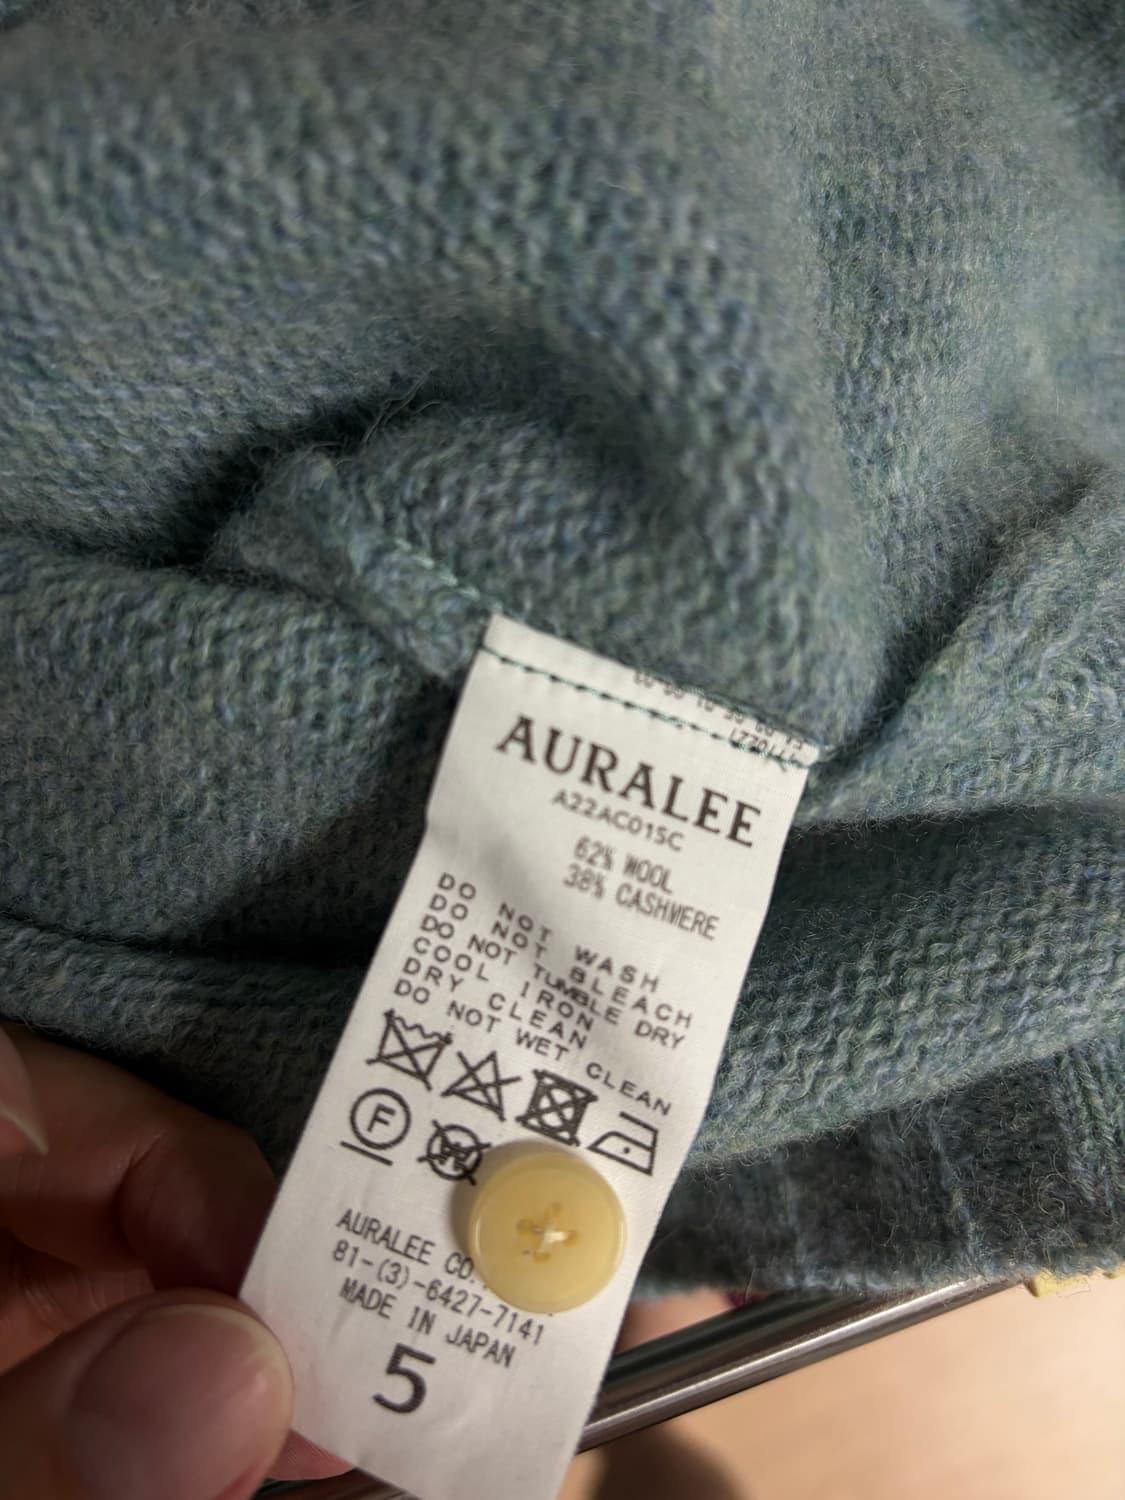 AURALEE
A22AC015C
62% WOOL
38% CASHMERE
DO NOT WASH
DO NOT BLEACH
DO NOT TUMBLE DRY
COOL IRON
DRY CLEAN
DO NOT WET CLEAN
F
AURALEE CO.
81-(3)-6427-7141
MADE IN JAPAN
5